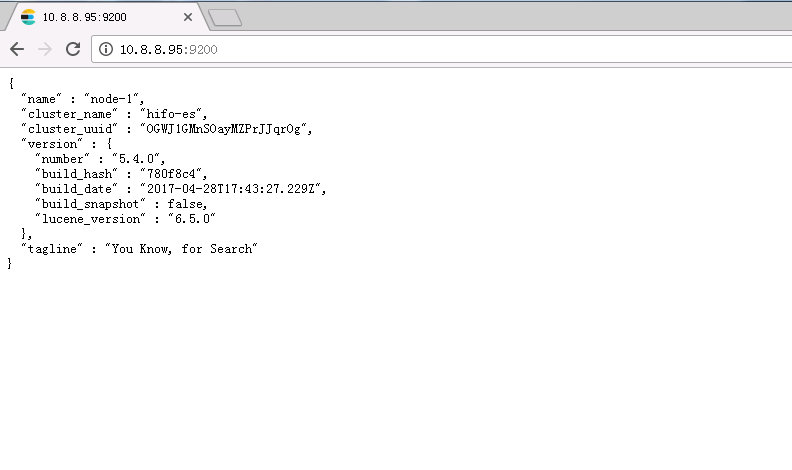 10.8.8.95:9200
10.8.8.95:9200
{
  "name" : "node-1",
  "cluster_name" : "hifo-es",
  "cluster_uuid" : "OGWJ1GMnSOayMZPrJJqrOg",
  "version" : {
    "number" : "5.4.0",
    "build_hash" : "780f8c4",
    "build_date" : "2017-04-28T17:43:27.229Z",
    "build_snapshot" : false,
    "lucene_version" : "6.5.0"
  },
  "tagline" : "You Know, for Search"
}